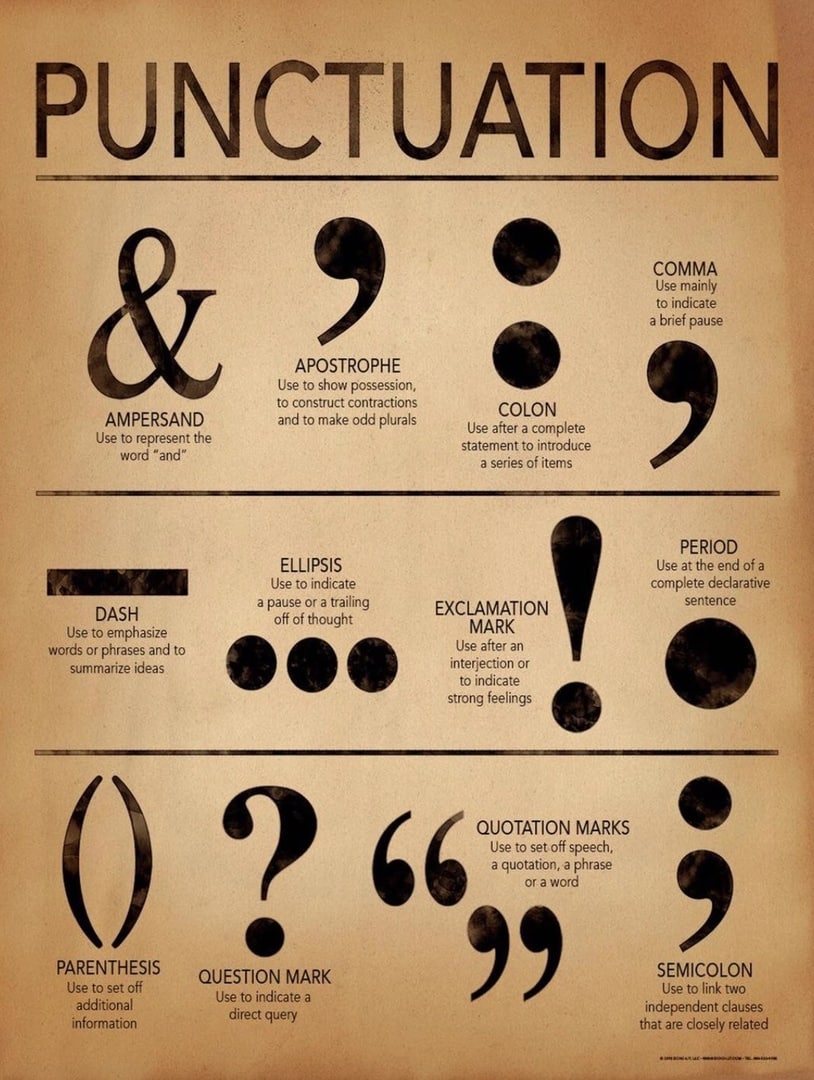 PUNCTUATION
&
AMPERSAND
Use to represent the
word “and”
’
APOSTROPHE
Use to show possession,
to construct contractions
and to make odd plurals
:
COLON
Use after a complete
statement to introduce
a series of items
COMMA
Use mainly
to indicate
a brief pause
,
—
DASH
Use to emphasize
words or phrases and to
summarize ideas
ELLIPSIS
Use to indicate
a pause or a trailing
off of thought
...
EXCLAMATION
MARK
Use after an
interjection or
to indicate
strong feelings
!
PERIOD
Use at the end of a
complete declarative
sentence
.
()
PARENTHESIS
Use to set off
additional
information
?
QUESTION MARK
Use to indicate a
direct query
“
QUOTATION MARKS
Use to set off speech,
a quotation, a phrase
or a word
”
;
SEMICOLON
Use to link two
independent clauses
that are closely related